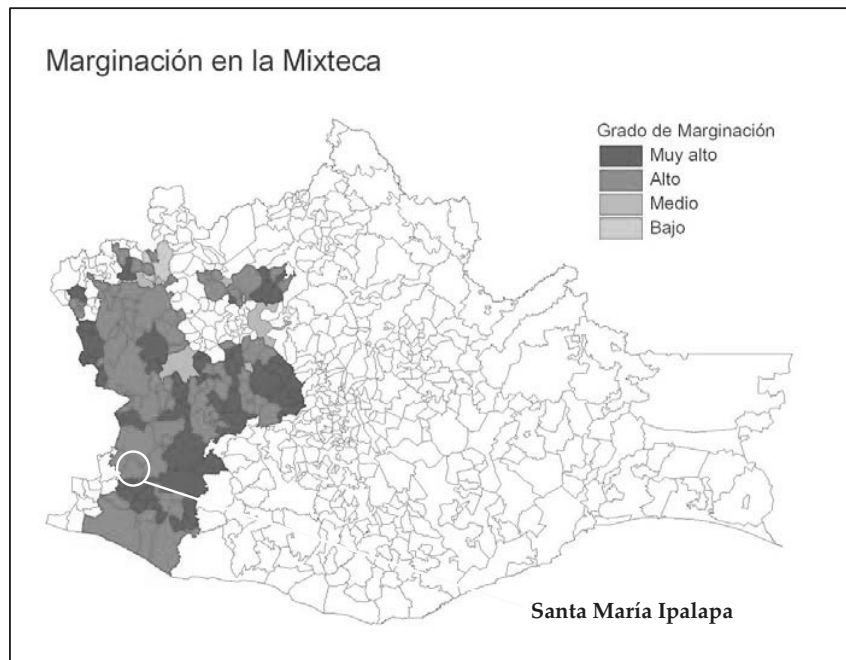 Marginación en la Mixteca
Grado de Marginación
Muy alto
Alto
Medio
Bajo
Santa María Ipalapa